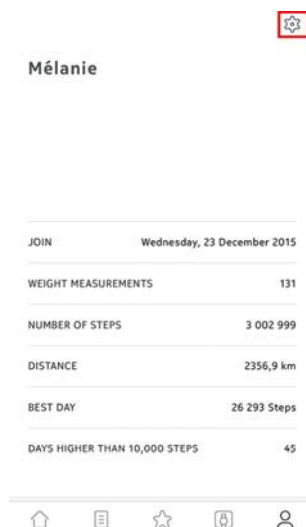 Mélanie
JOIN Wednesday, 23 December 2015
WEIGHT MEASUREMENTS 131
NUMBER OF STEPS 3 002 999
DISTANCE 2356,9 km
BEST DAY 26 293 Steps
DAYS HIGHER THAN 10,000 STEPS 45